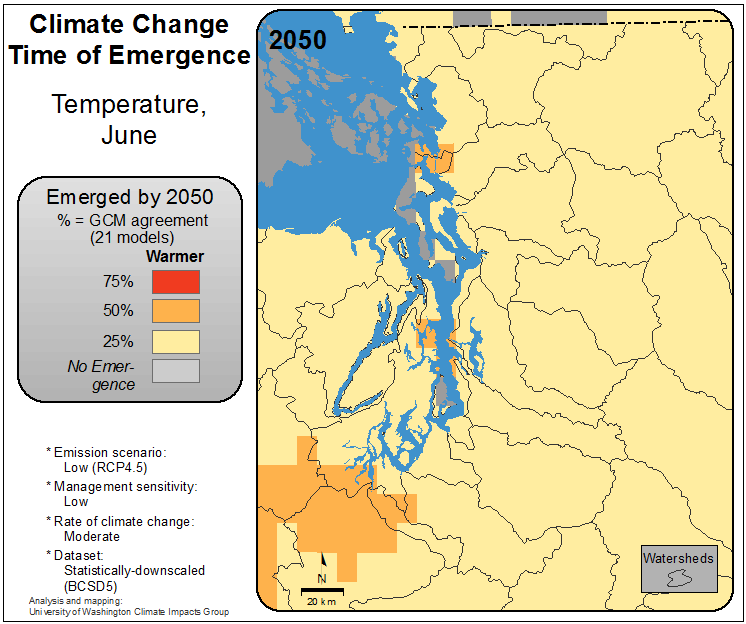 Climate Change
Time of Emergence
Temperature,
June
Emerged by 2050
% = GCM agreement
(21 models)
Warmer
75%
50%
25%
No Emer-
gence
* Emission scenario:
Low (RCP4.5)
* Management sensitivity:
Low
* Rate of climate change:
Moderate
* Dataset:
Statistically-downscaled
(BCSD5)
Analysis and mapping:
University of Washington Climate Impacts Group
2050
N
20 km
Watersheds